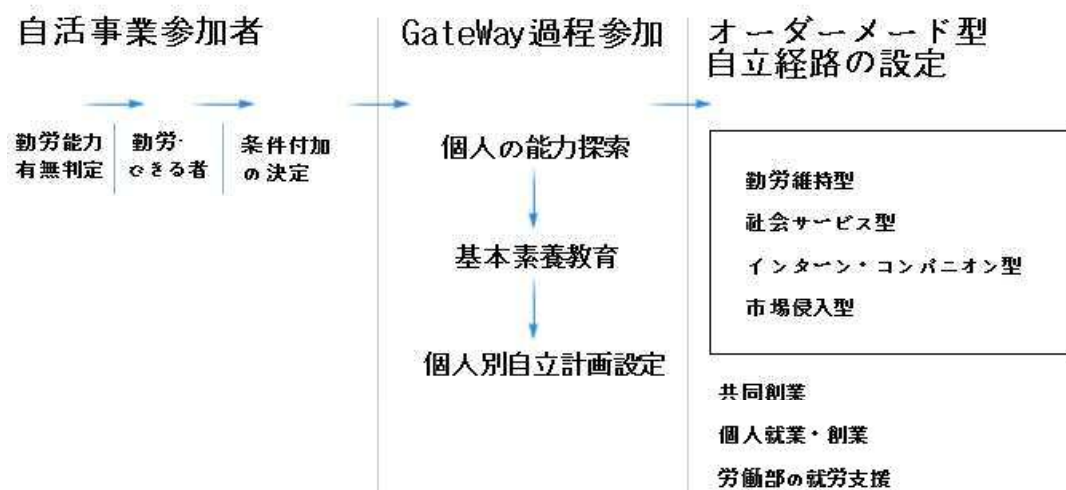 自活事業参加者
勤労能力
有無判定
勤労·
できる者
条件付加
の決定
GateWay過程参加
個人の能力探索
基本素養教育
個人別自立計画設定
オーダーメード型
自立経路の設定
勤労維持型
社会サービス型
インターン・コンパニオン型
市場侵入型
共同創業
個人就業・創業
労働部の就労支援